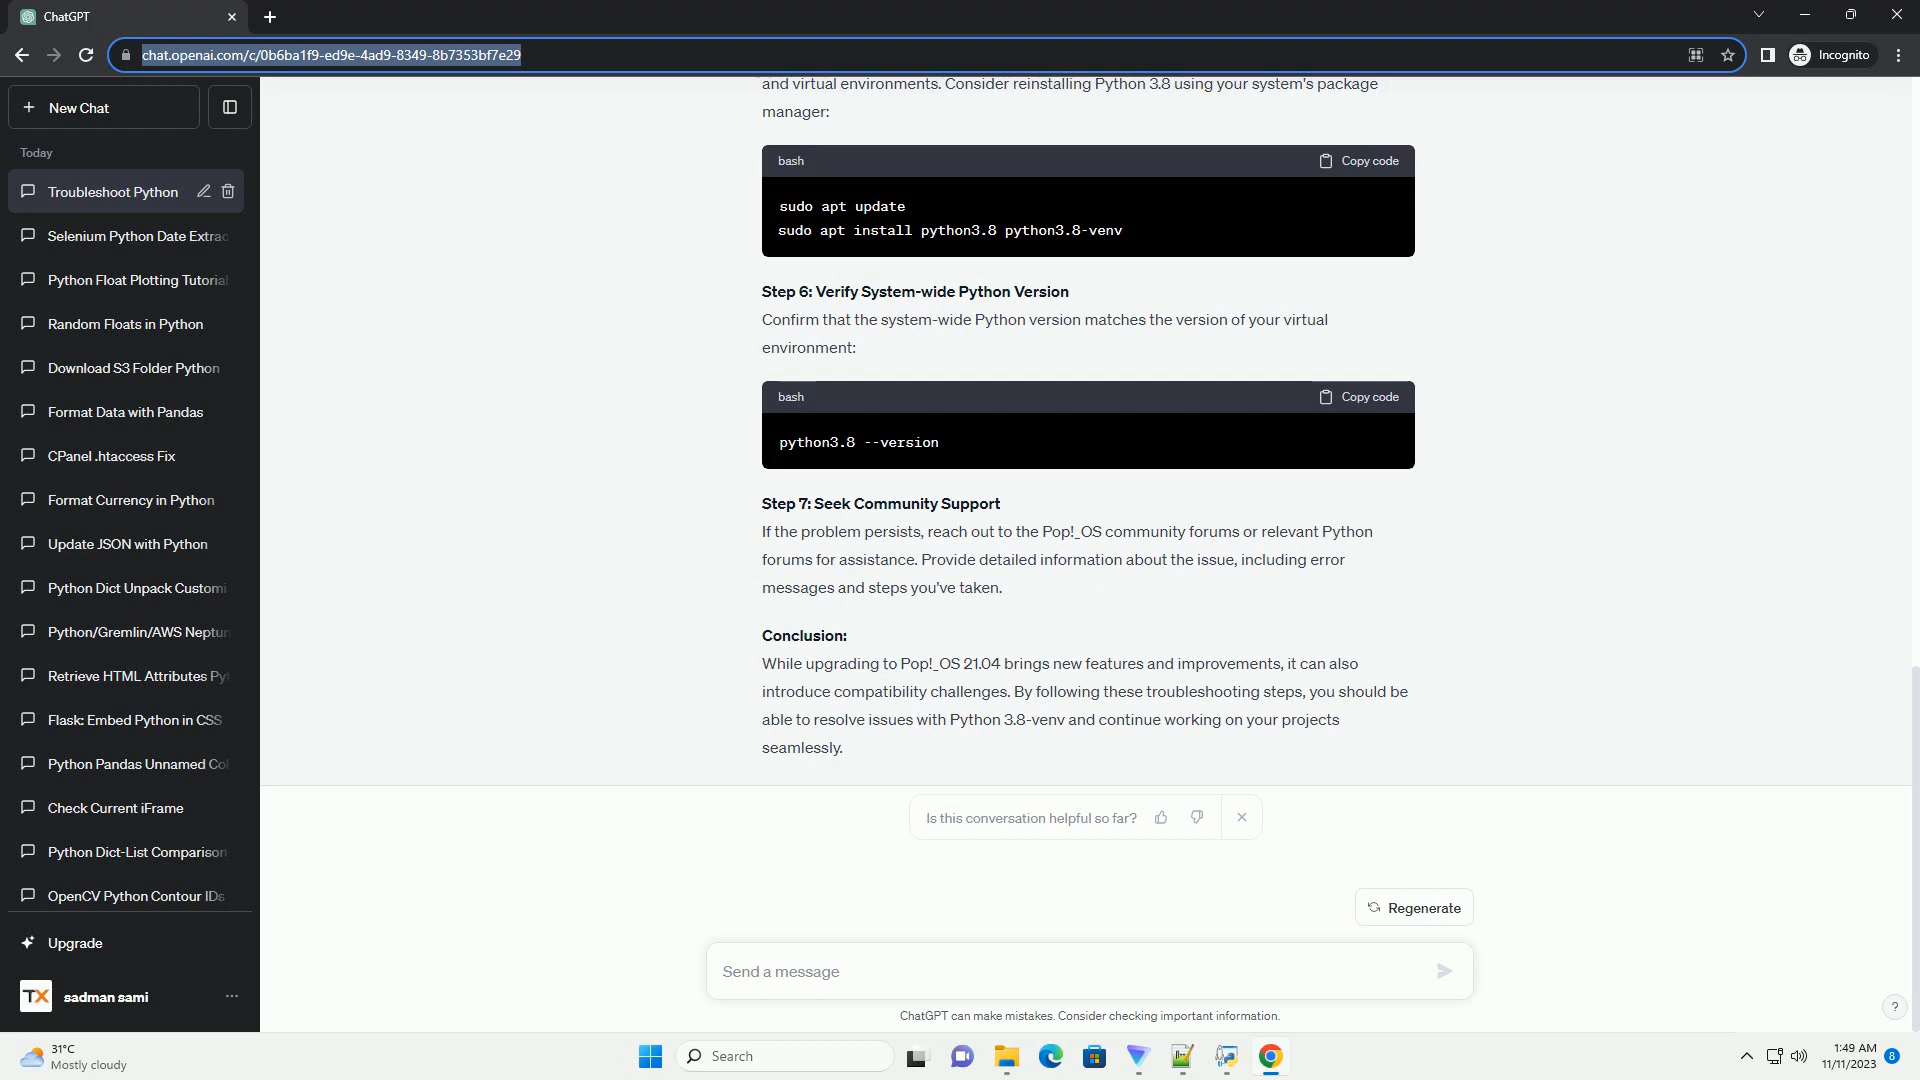 ChatGPT
chat.openai.com/c/0b6ba1f9-ed9e-4ad9-8349-8b7353bf7e29
Incognito
New Chat
Today
Troubleshoot Python
Selenium Python Date Extrac
Python Float Plotting Tutorial
Random Floats in Python
Download S3 Folder Python
Format Data with Pandas
CPanel .htaccess Fix
Format Currency in Python
Update JSON with Python
Python Dict Unpack Customi
Python/Gremlin/AWS Neptun
Retrieve HTML Attributes Pyt
Flask: Embed Python in CSS
Python Pandas Unnamed Col
Check Current iFrame
Python Dict-List Comparison
OpenCV Python Contour IDs
Upgrade
TX
sadman sami
and virtual environments. Consider reinstalling Python 3.8 using your system's package
manager:
bash
Copy code
sudo apt update
sudo apt install python3.8 python3.8-venv
Step 6: Verify System-wide Python Version
Confirm that the system-wide Python version matches the version of your virtual
environment:
bash
Copy code
python3.8 --version
Step 7: Seek Community Support
If the problem persists, reach out to the Pop!_OS community forums or relevant Python
forums for assistance. Provide detailed information about the issue, including error
messages and steps you've taken.
Conclusion:
While upgrading to Pop!_OS 21.04 brings new features and improvements, it can also
introduce compatibility challenges. By following these troubleshooting steps, you should be
able to resolve issues with Python 3.8-venv and continue working on your projects
seamlessly.
Is this conversation helpful so far?
Regenerate
Send a message
ChatGPT can make mistakes. Consider checking important information.
?
31°C
Mostly cloudy
Search
1:49 AM
11/11/2023
8